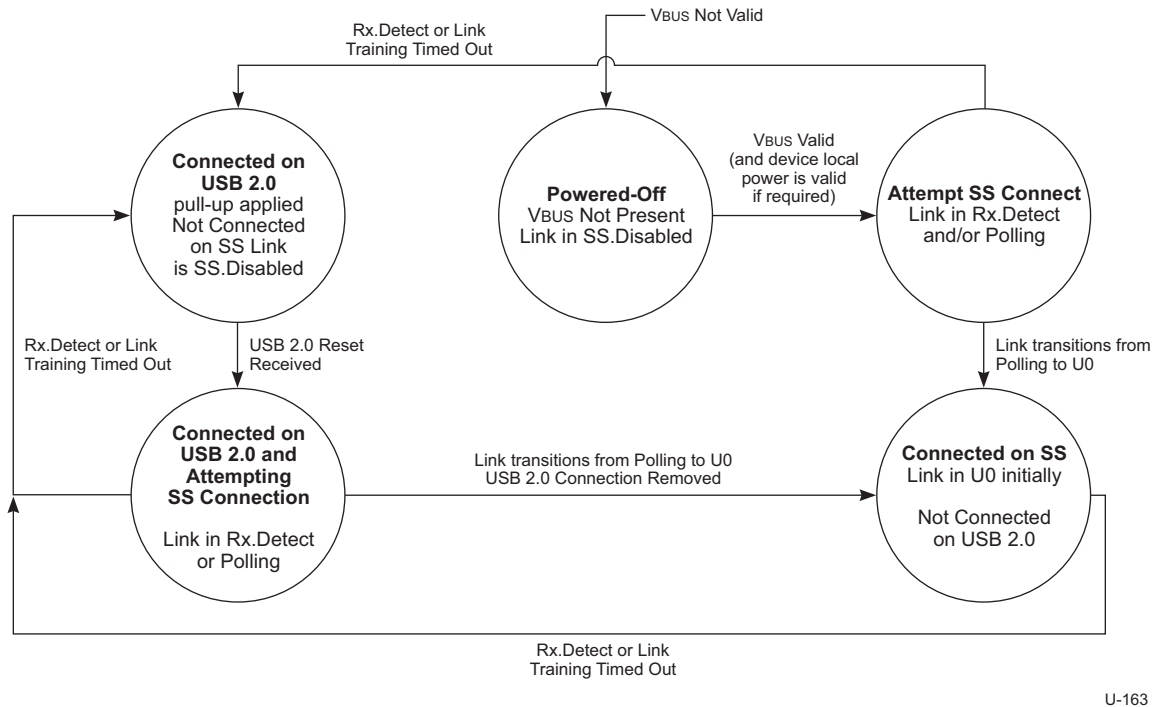 VBUS Not Valid
Rx.Detect or Link
Training Timed Out
Connected on
USB 2.0
pull-up applied
Not Connected
on SS Link
is SS.Disabled
Powered-Off
VBUS Not Present
Link in SS.Disabled
VBUS Valid
(and device local
power is valid
if required)
Attempt SS Connect
Link in Rx.Detect
and/or Polling
Rx.Detect or Link
Training Timed Out
USB 2.0 Reset
Received
Link transitions from
Polling to U0
Connected on
USB 2.0 and
Attempting
SS Connection
Link in Rx.Detect
or Polling
Link transitions from Polling to U0
USB 2.0 Connection Removed
Connected on SS
Link in U0 initially
Not Connected
on USB 2.0
Rx.Detect or Link
Training Timed Out
U-163